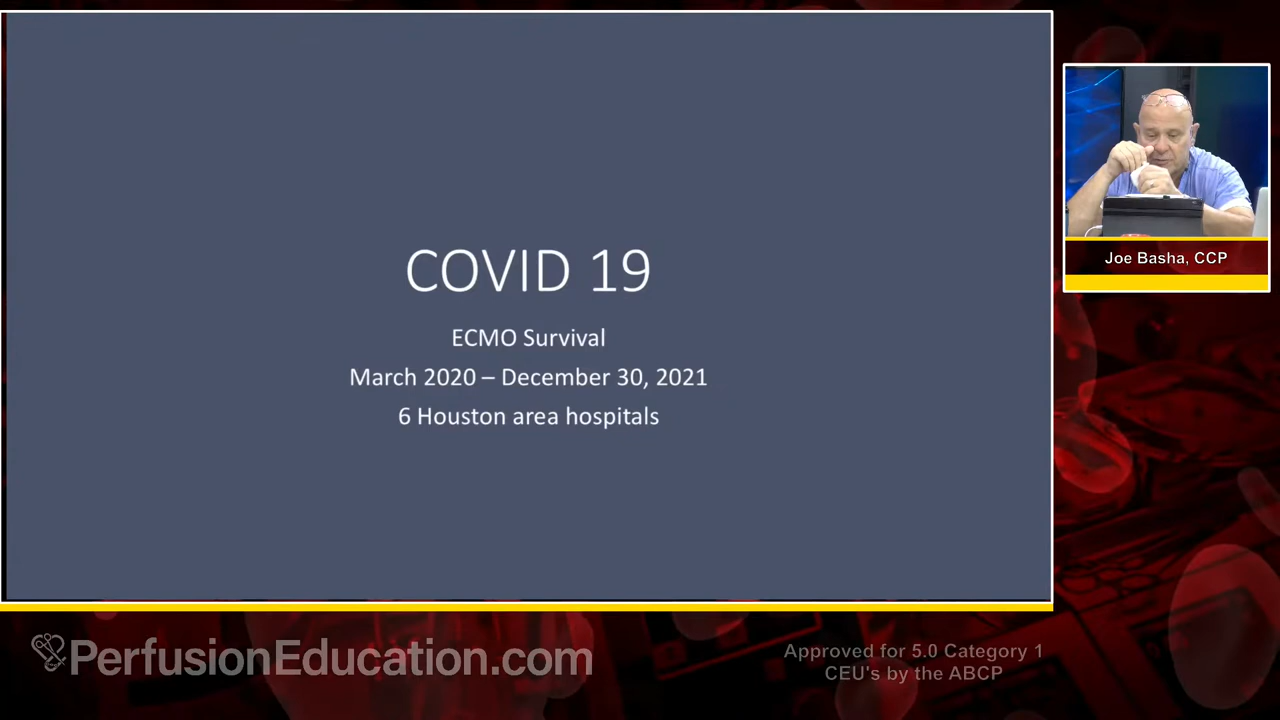 COVID 19
ECMO Survival
March 2020 – December 30, 2021
6 Houston area hospitals
Joe Basha, CCP
PerfusionEducation.com
Approved for 5.0 Category 1
CEU's by the ABCP